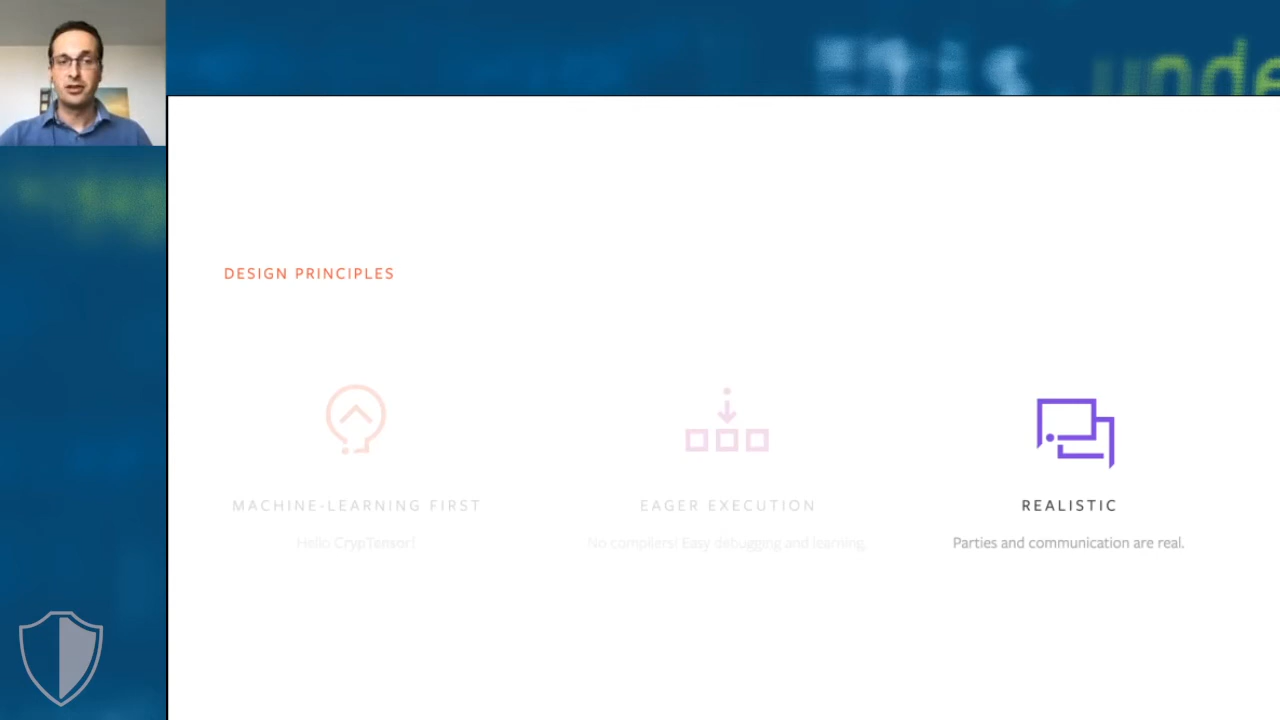 unde
DESIGN PRINCIPLES
MACHINE-LEARNING FIRST
EAGER EXECUTION
REALISTIC
Hello CrypTensor!
No compilers! Easy debugging and learning.
Parties and communication are real.